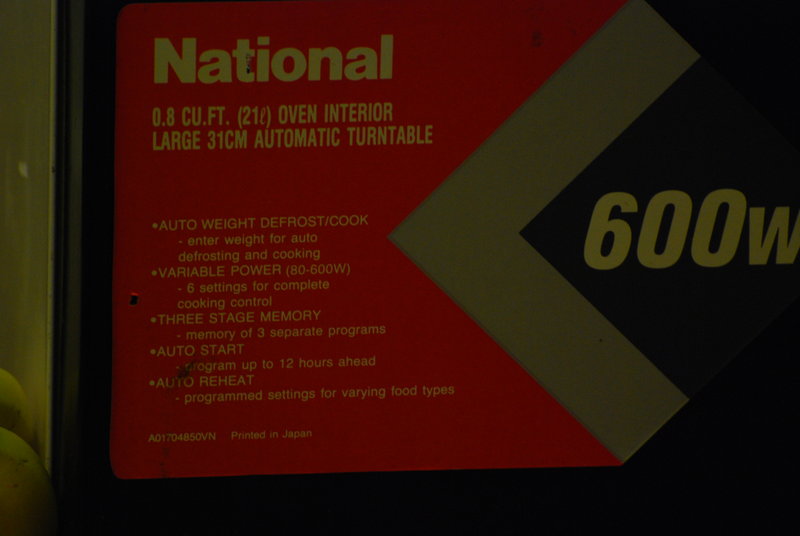 National
0.8 CU.FT. (21ℓ) OVEN INTERIOR
LARGE 31CM AUTOMATIC TURNTABLE
600W
•AUTO WEIGHT DEFROST/COOK
- enter weight for auto
defrosting and cooking
•VARIABLE POWER (80-600W)
- 6 settings for complete
cooking control
•THREE STAGE MEMORY
- memory of 3 separate programs
•AUTO START
- program up to 12 hours ahead
•AUTO REHEAT
- programmed settings for varying food types
A01704850VN Printed in Japan